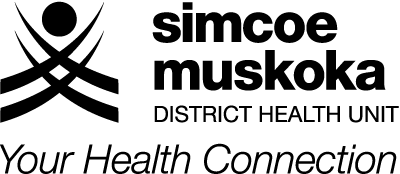 simcoe
muskoka
DISTRICT HEALTH UNIT
Your Health Connection